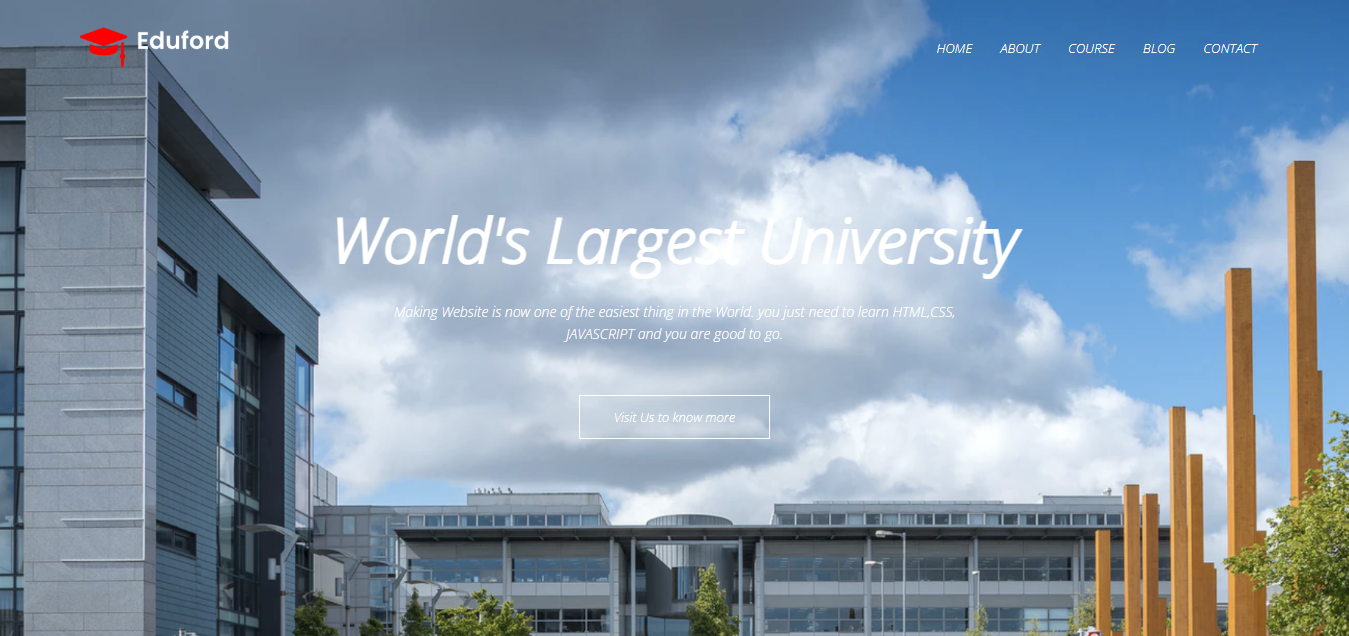 Eduford
HOME ABOUT COURSE BLOG CONTACT
World's Largest University
Making Website is now one of the easiest thing in the World. you just need to learn HTML,CSS,
JAVASCRIPT and you are good to go.
Visit Us to know more